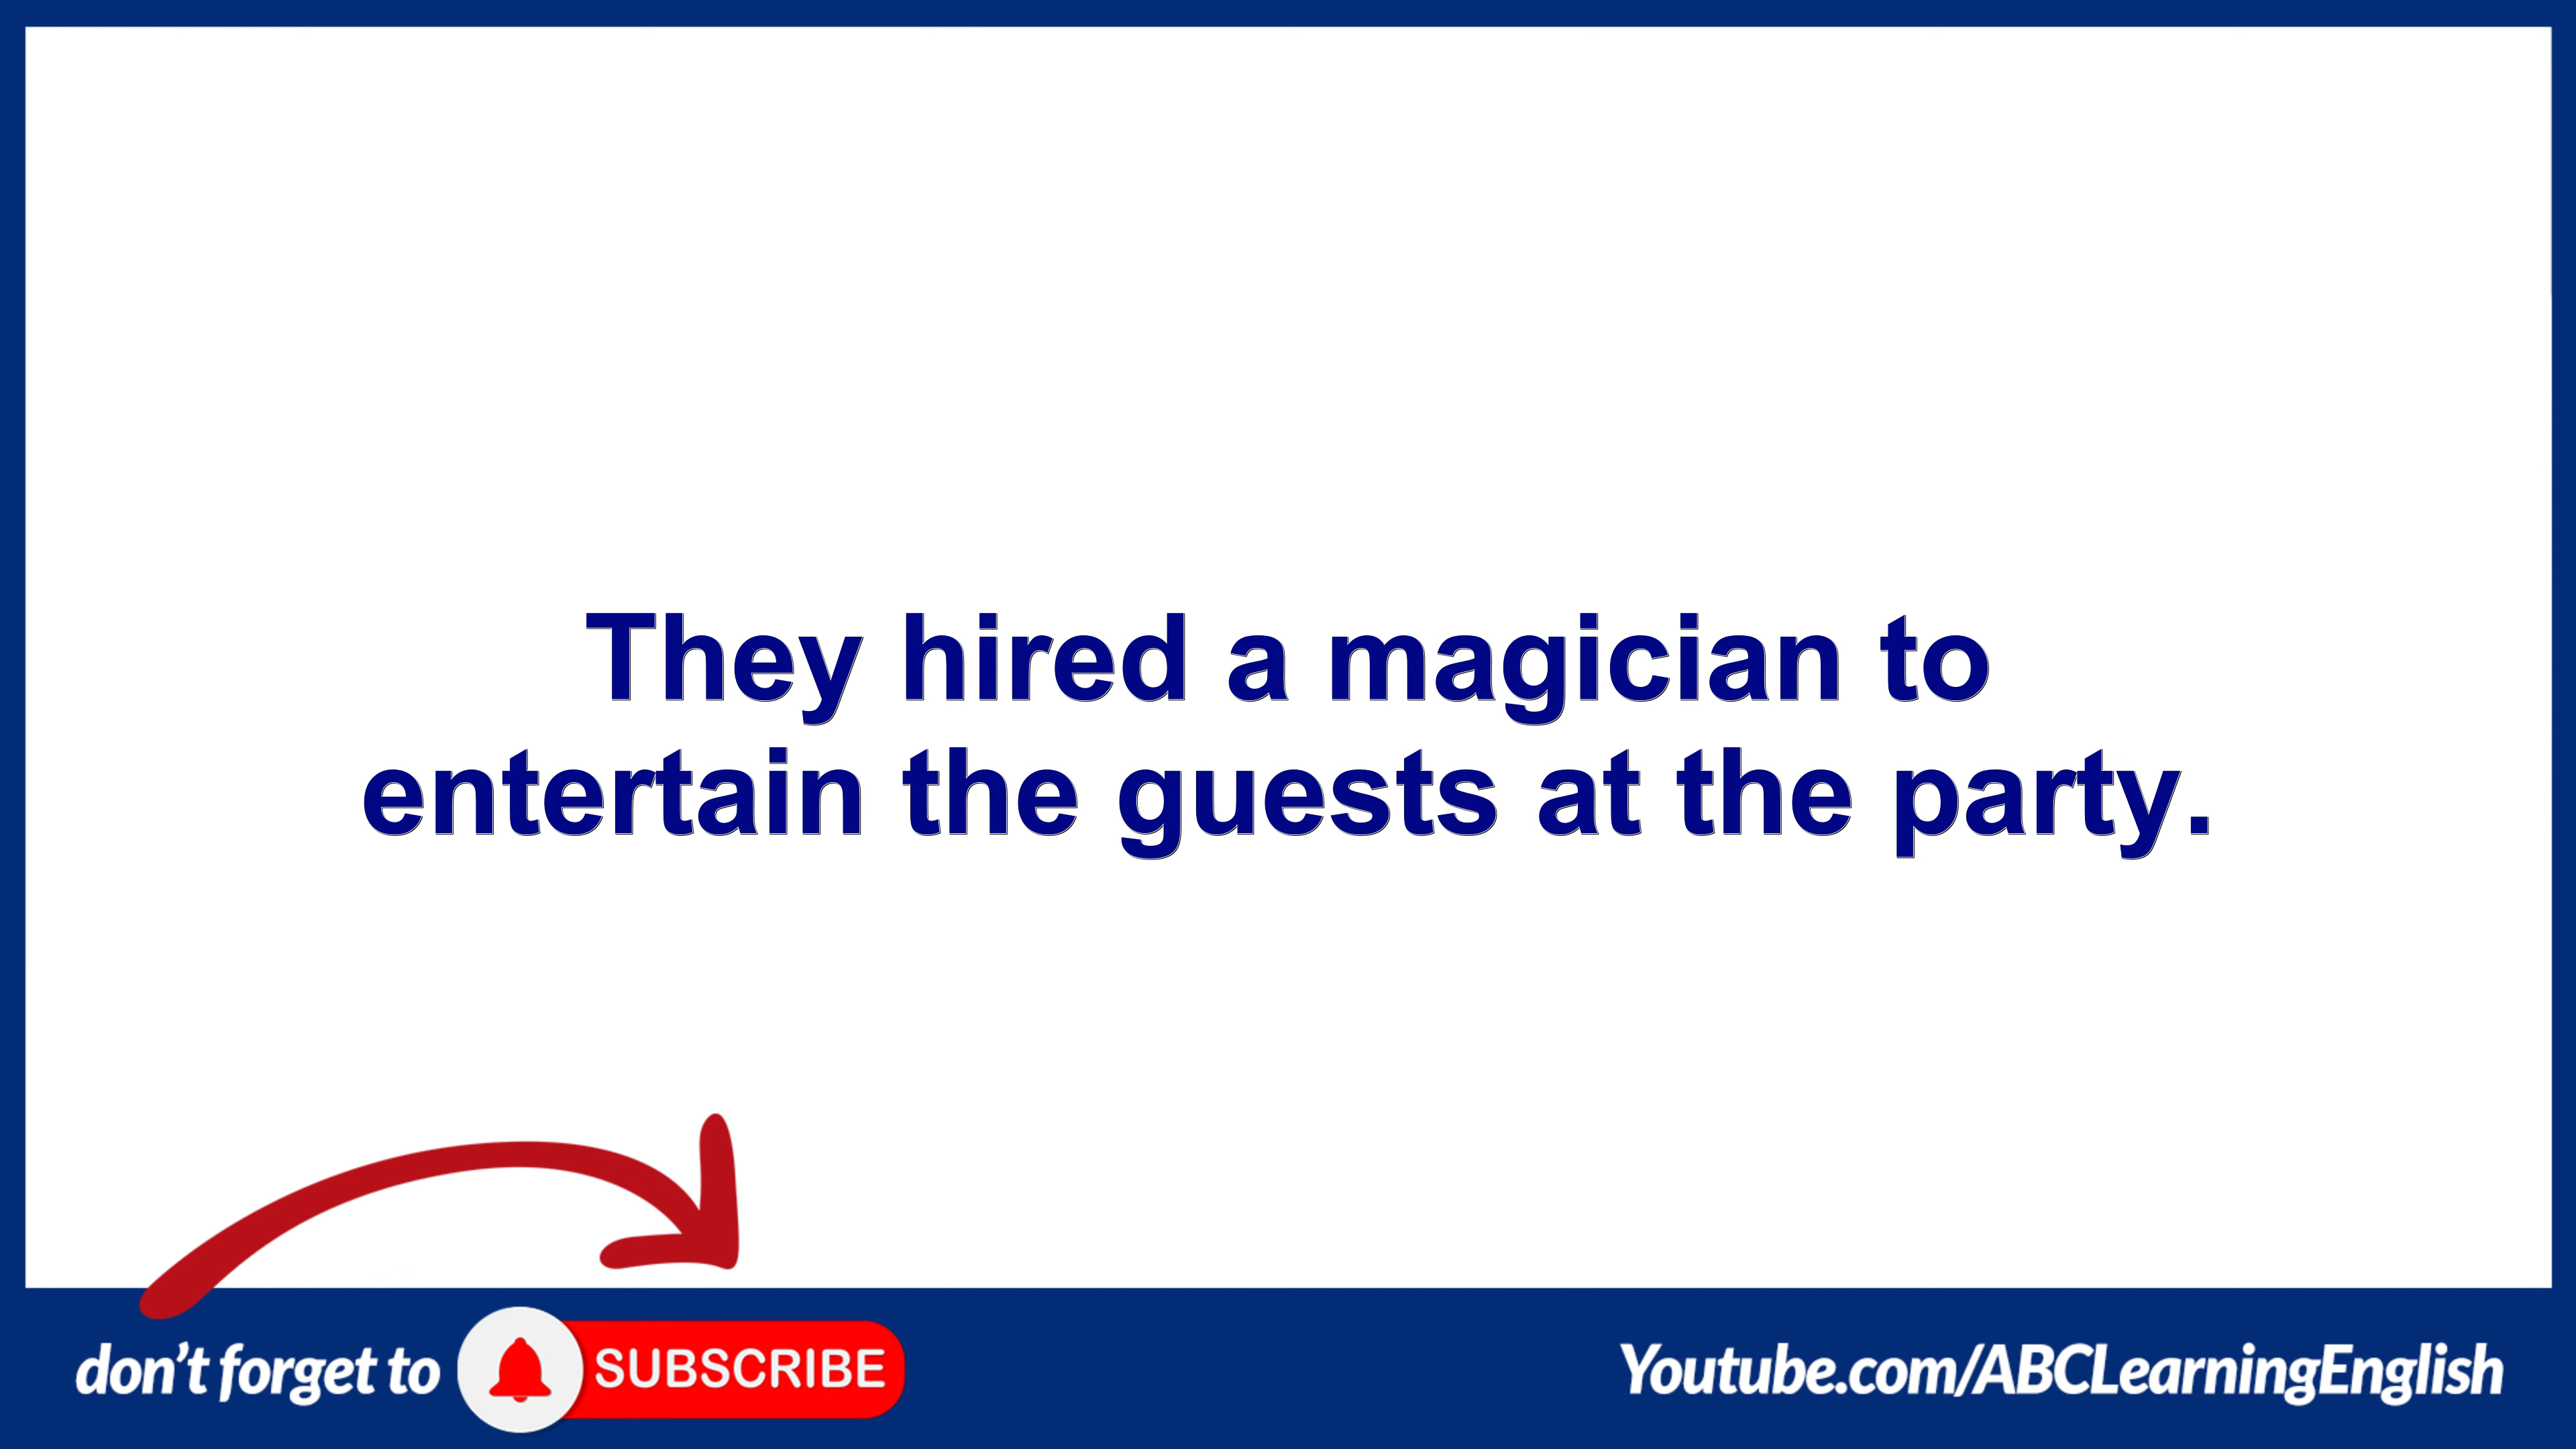 They hired a magician to
entertain the guests at the party.
don't forget to SUBSCRIBE
Youtube.com/ABCLearningEnglish